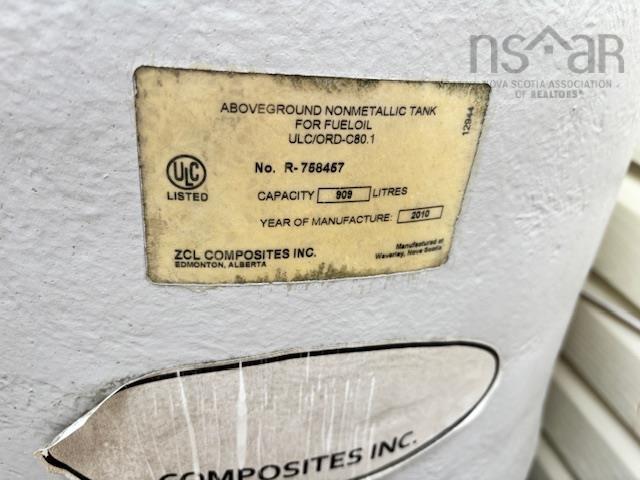 nsar
NOVA SCOTIA ASSOCIATION
OF REALTORS®
ABOVEGROUND NONMETALLIC TANK
FOR FUELOIL
ULC/ORD-C80.1
12944
ULC
LISTED
No. R-758457
CAPACITY 909 LITRES
YEAR OF MANUFACTURE: 2010
ZCL COMPOSITES INC.
EDMONTON, ALBERTA
Manufactured at
Waverley, Nova Scotia
COMPOSITES INC.